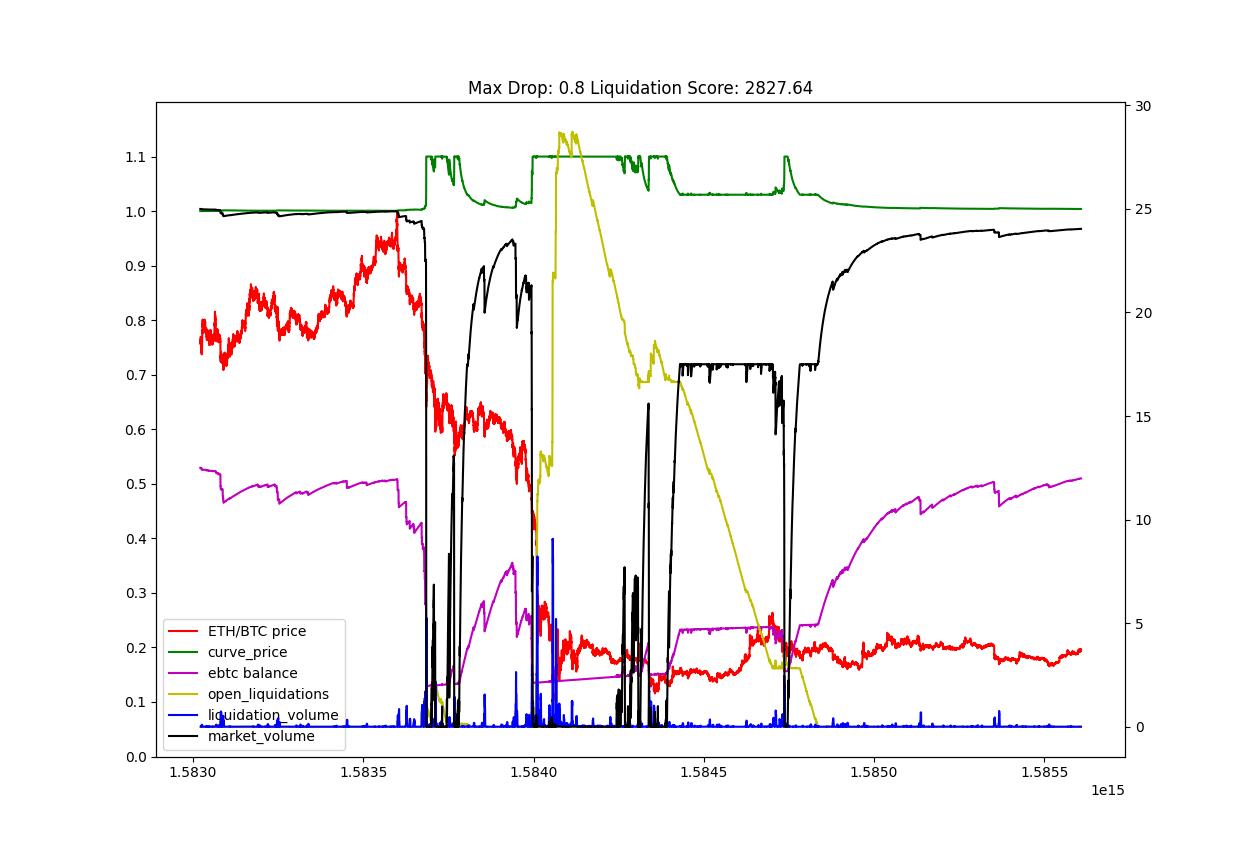 Max Drop: 0.8 Liquidation Score: 2827.64
30
1.1
1.0
25
0.9
0.8
20
0.7
15
0.6
0.5
10
0.4
0.3
5
0.2
0.1
0
0.0
ETH/BTC price
curve_price
ebtc balance
open_liquidations
liquidation_volume
market_volume
1.5830 1.5835 1.5840 1.5845 1.5850 1.5855
1e15